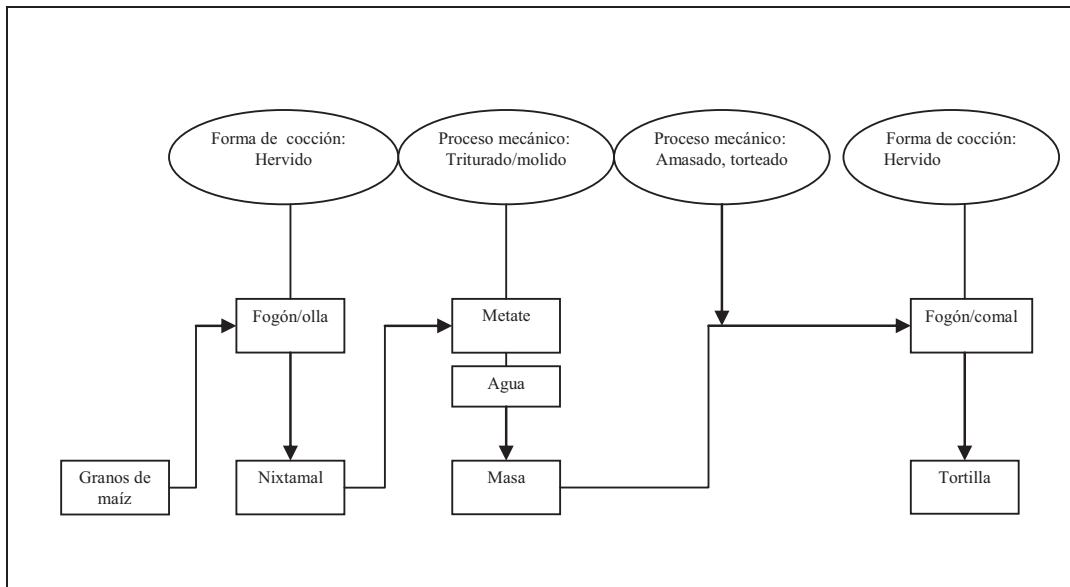 Forma de cocción:
Hervido
Proceso mecánico:
Triturado/molido
Proceso mecánico:
Amasado, torteado
Forma de cocción:
Hervido
Fogón/olla
Metate
Fogón/comal
Agua
Granos de
maíz
Nixtamal
Masa
Tortilla